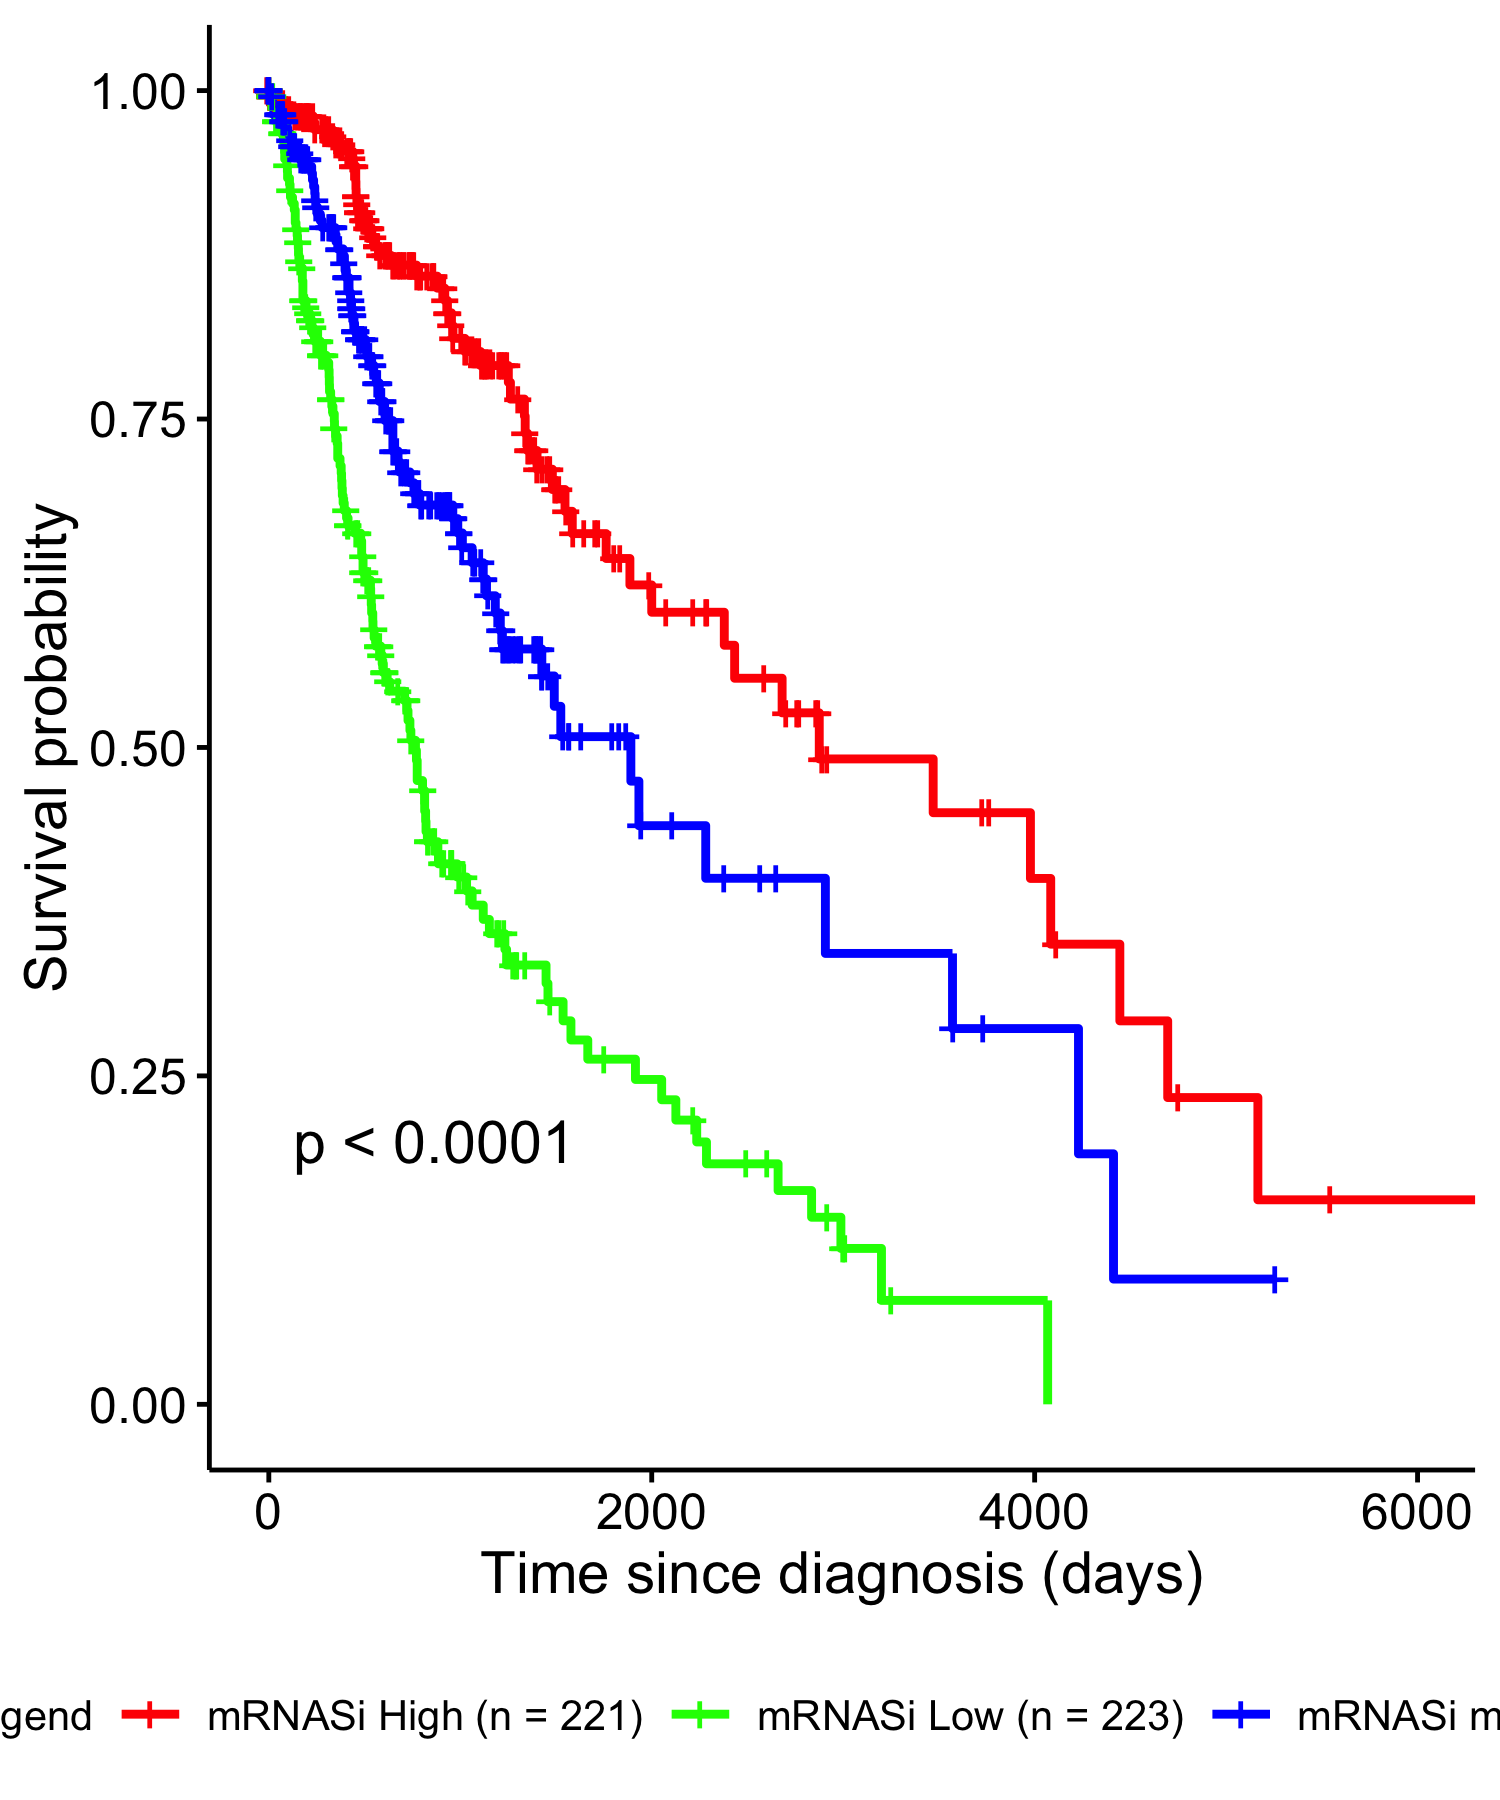 1.00
0.75
0.50
0.25
0.00
Survival probability
p < 0.0001
0 2000 4000 6000
Time since diagnosis (days)
gend mRNASi High (n = 221) mRNASi Low (n = 223) mRNASi m